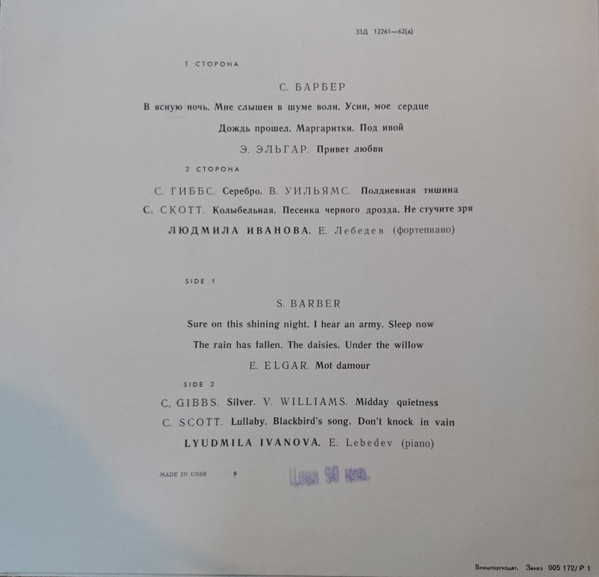 33Д 12261—62(а)
1 СТОРОНА
С. БАРБЕР
В ясную ночь. Мне слышен в шуме волн. Усни, мое сердце
Дождь прошел. Маргаритки. Под ивой
Э. ЭЛЬГАР. Привет любви
2 СТОРОНА
С. ГИББС. Серебро. В. УИЛЬЯМС. Полдневная тишина
С. СКОТТ. Колыбельная. Песенка черного дрозда. Не стучите зря
ЛЮДМИЛА ИВАНОВА. Е. Лебедев (фортепиано)
SIDE 1
S. BARBER
Sure on this shining night. I hear an army. Sleep now
The rain has fallen. The daisies. Under the willow
E. ELGAR. Mot damour
SIDE 2
C. GIBBS. Silver. V. WILLIAMS. Midday quietness
C. SCOTT. Lullaby. Blackbird's song. Don't knock in vain
LYUDMILA IVANOVA. E. Lebedev (piano)
MADE IN USSR 9
Цена 90 коп.
Внешторгиздат. Заказ 005 172/Р 1